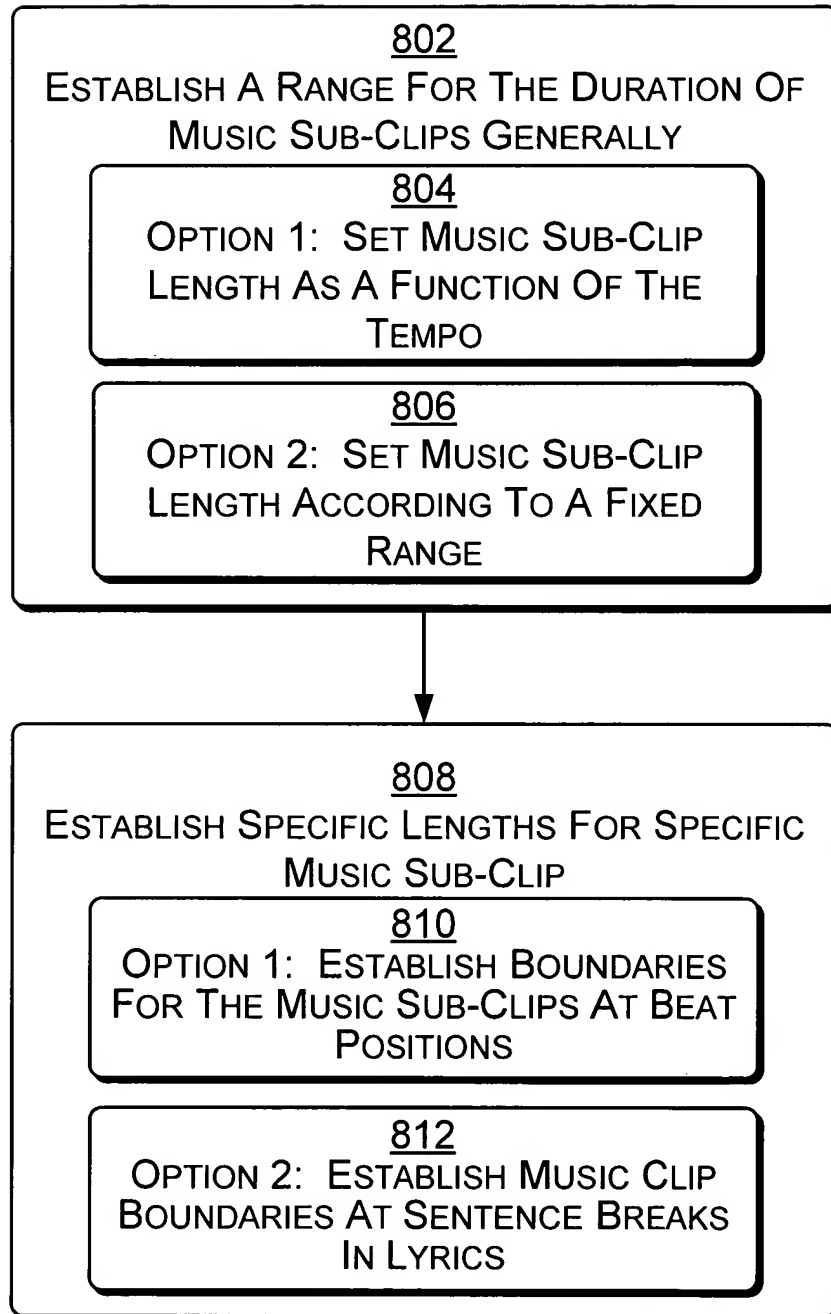 802
ESTABLISH A RANGE FOR THE DURATION OF
MUSIC SUB-CLIPS GENERALLY
804
OPTION 1: SET MUSIC SUB-CLIP
LENGTH AS A FUNCTION OF THE
TEMPO
806
OPTION 2: SET MUSIC SUB-CLIP
LENGTH ACCORDING TO A FIXED
RANGE
808
ESTABLISH SPECIFIC LENGTHS FOR SPECIFIC
MUSIC SUB-CLIP
810
OPTION 1: ESTABLISH BOUNDARIES
FOR THE MUSIC SUB-CLIPS AT BEAT
POSITIONS
812
OPTION 2: ESTABLISH MUSIC CLIP
BOUNDARIES AT SENTENCE BREAKS
IN LYRICS